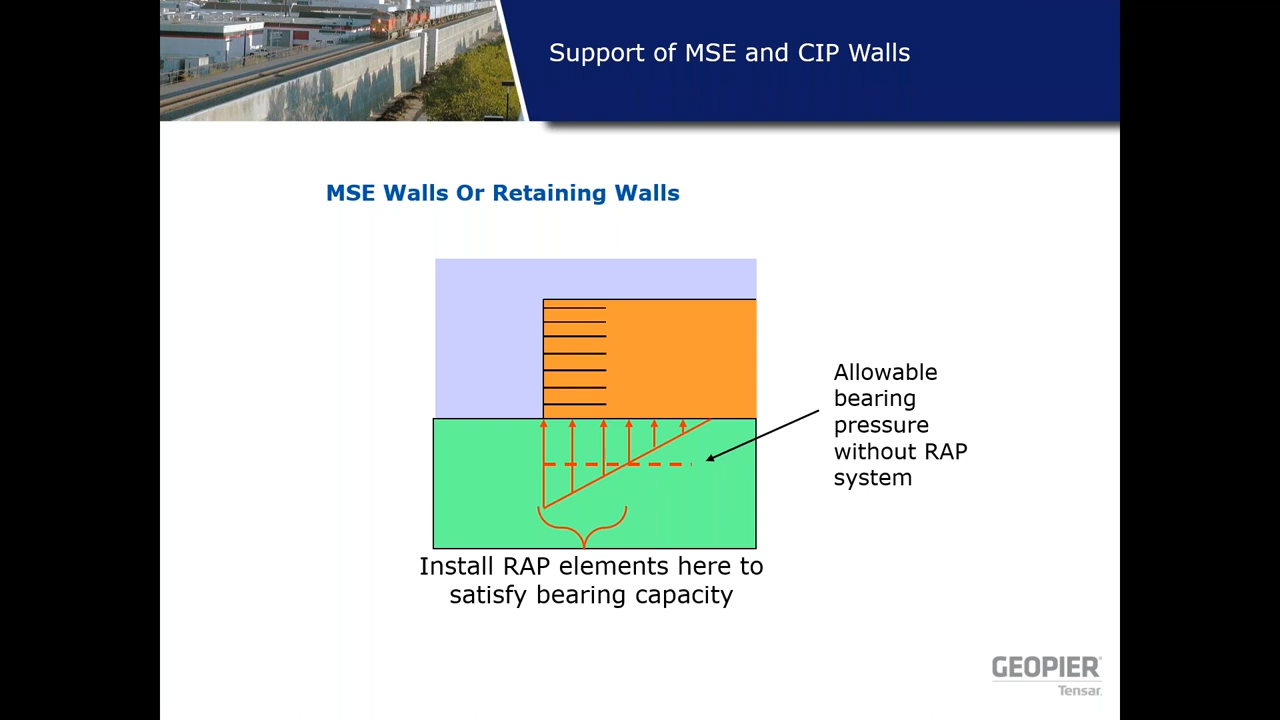 Support of MSE and CIP Walls
MSE Walls Or Retaining Walls
Allowable
bearing
pressure
without RAP
system
Install RAP elements here to
satisfy bearing capacity
GEOPIER
Tensar